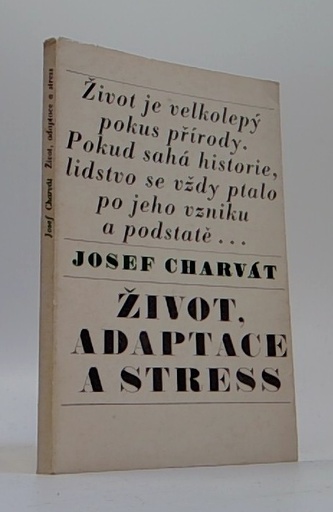 Život je velkolepý
pokus přírody.
Pokud sahá historie,
lidstvo se vždy ptalo
po jeho vzniku
a podstatě ...
JOSEF CHARVÁT
ŽIVOT,
ADAPTACE
A STRESS
Josef Charvát Život, adaptace a stress